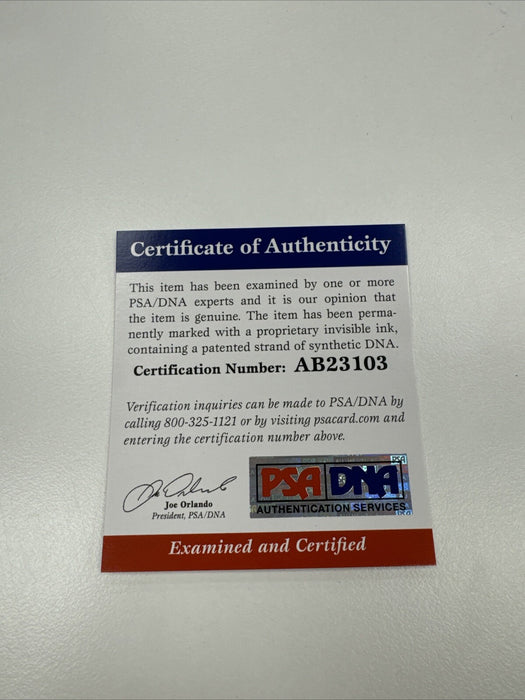 Certificate of Authenticity
This item has been examined by one or more
PSA/DNA experts and it is our opinion that
the item is genuine. The item has been perma-
nently marked with a proprietary invisible ink,
containing a patented strand of synthetic DNA.
Certification Number: AB23103
Verification inquiries can be made to PSA/DNA by
calling 800-325-1121 or by visiting psacard.com and
entering the certification number above.
Joe Orlando
President, PSA/DNA
PSA DNA
AUTHENTICATION SERVICES
Examined and Certified